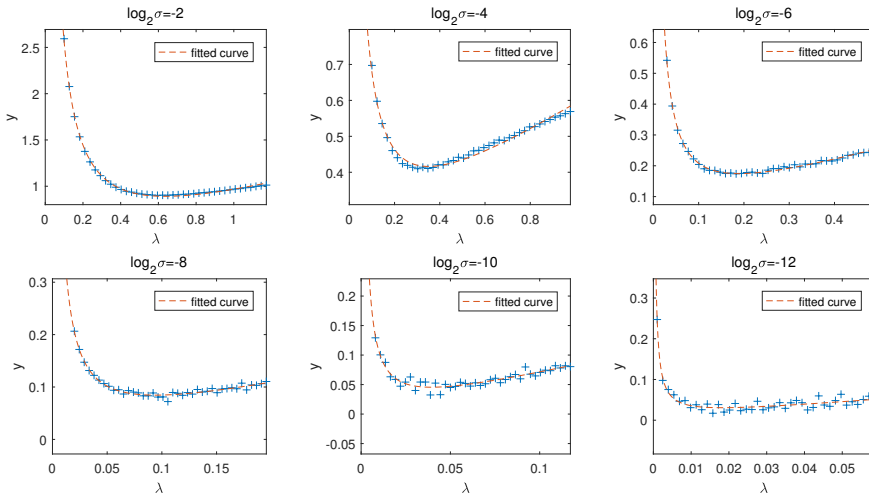 log₂σ=-2
y
2.5
2
1.5
1
0.2 0.4 0.6 0.8 1
λ
fitted curve
log₂σ=-4
y
0.7
0.6
0.5
0.4
0 0.2 0.4 0.6 0.8
λ
fitted curve
log₂σ=-6
y
0.6
0.5
0.4
0.3
0.2
0.1
0 0.1 0.2 0.3 0.4
λ
fitted curve
log₂σ=-8
y
0.3
0.2
0.1
0
0 0.05 0.1 0.15
λ
fitted curve
log₂σ=-10
y
0.2
0.15
0.1
0.05
0
-0.05
0 0.05 0.1
λ
fitted curve
log₂σ=-12
y
0.3
0.2
0.1
0
0 0.01 0.02 0.03 0.04 0.05
λ
fitted curve